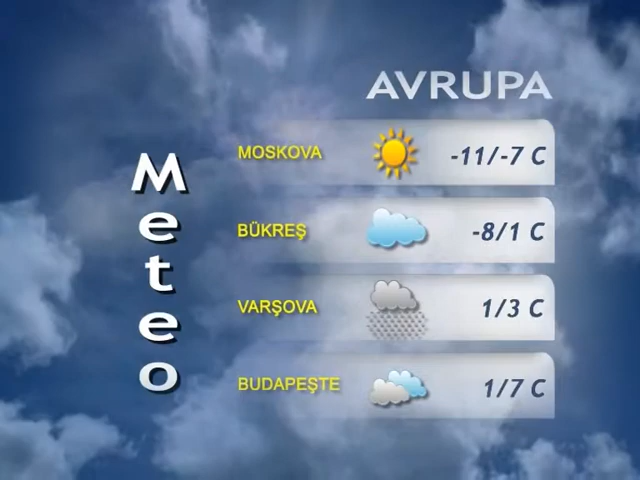 Meteo
AVRUPA
MOSKOVA -11/-7 C
BÜKREŞ -8/1 C
VARŞOVA 1/3 C
BUDAPEŞTE 1/7 C